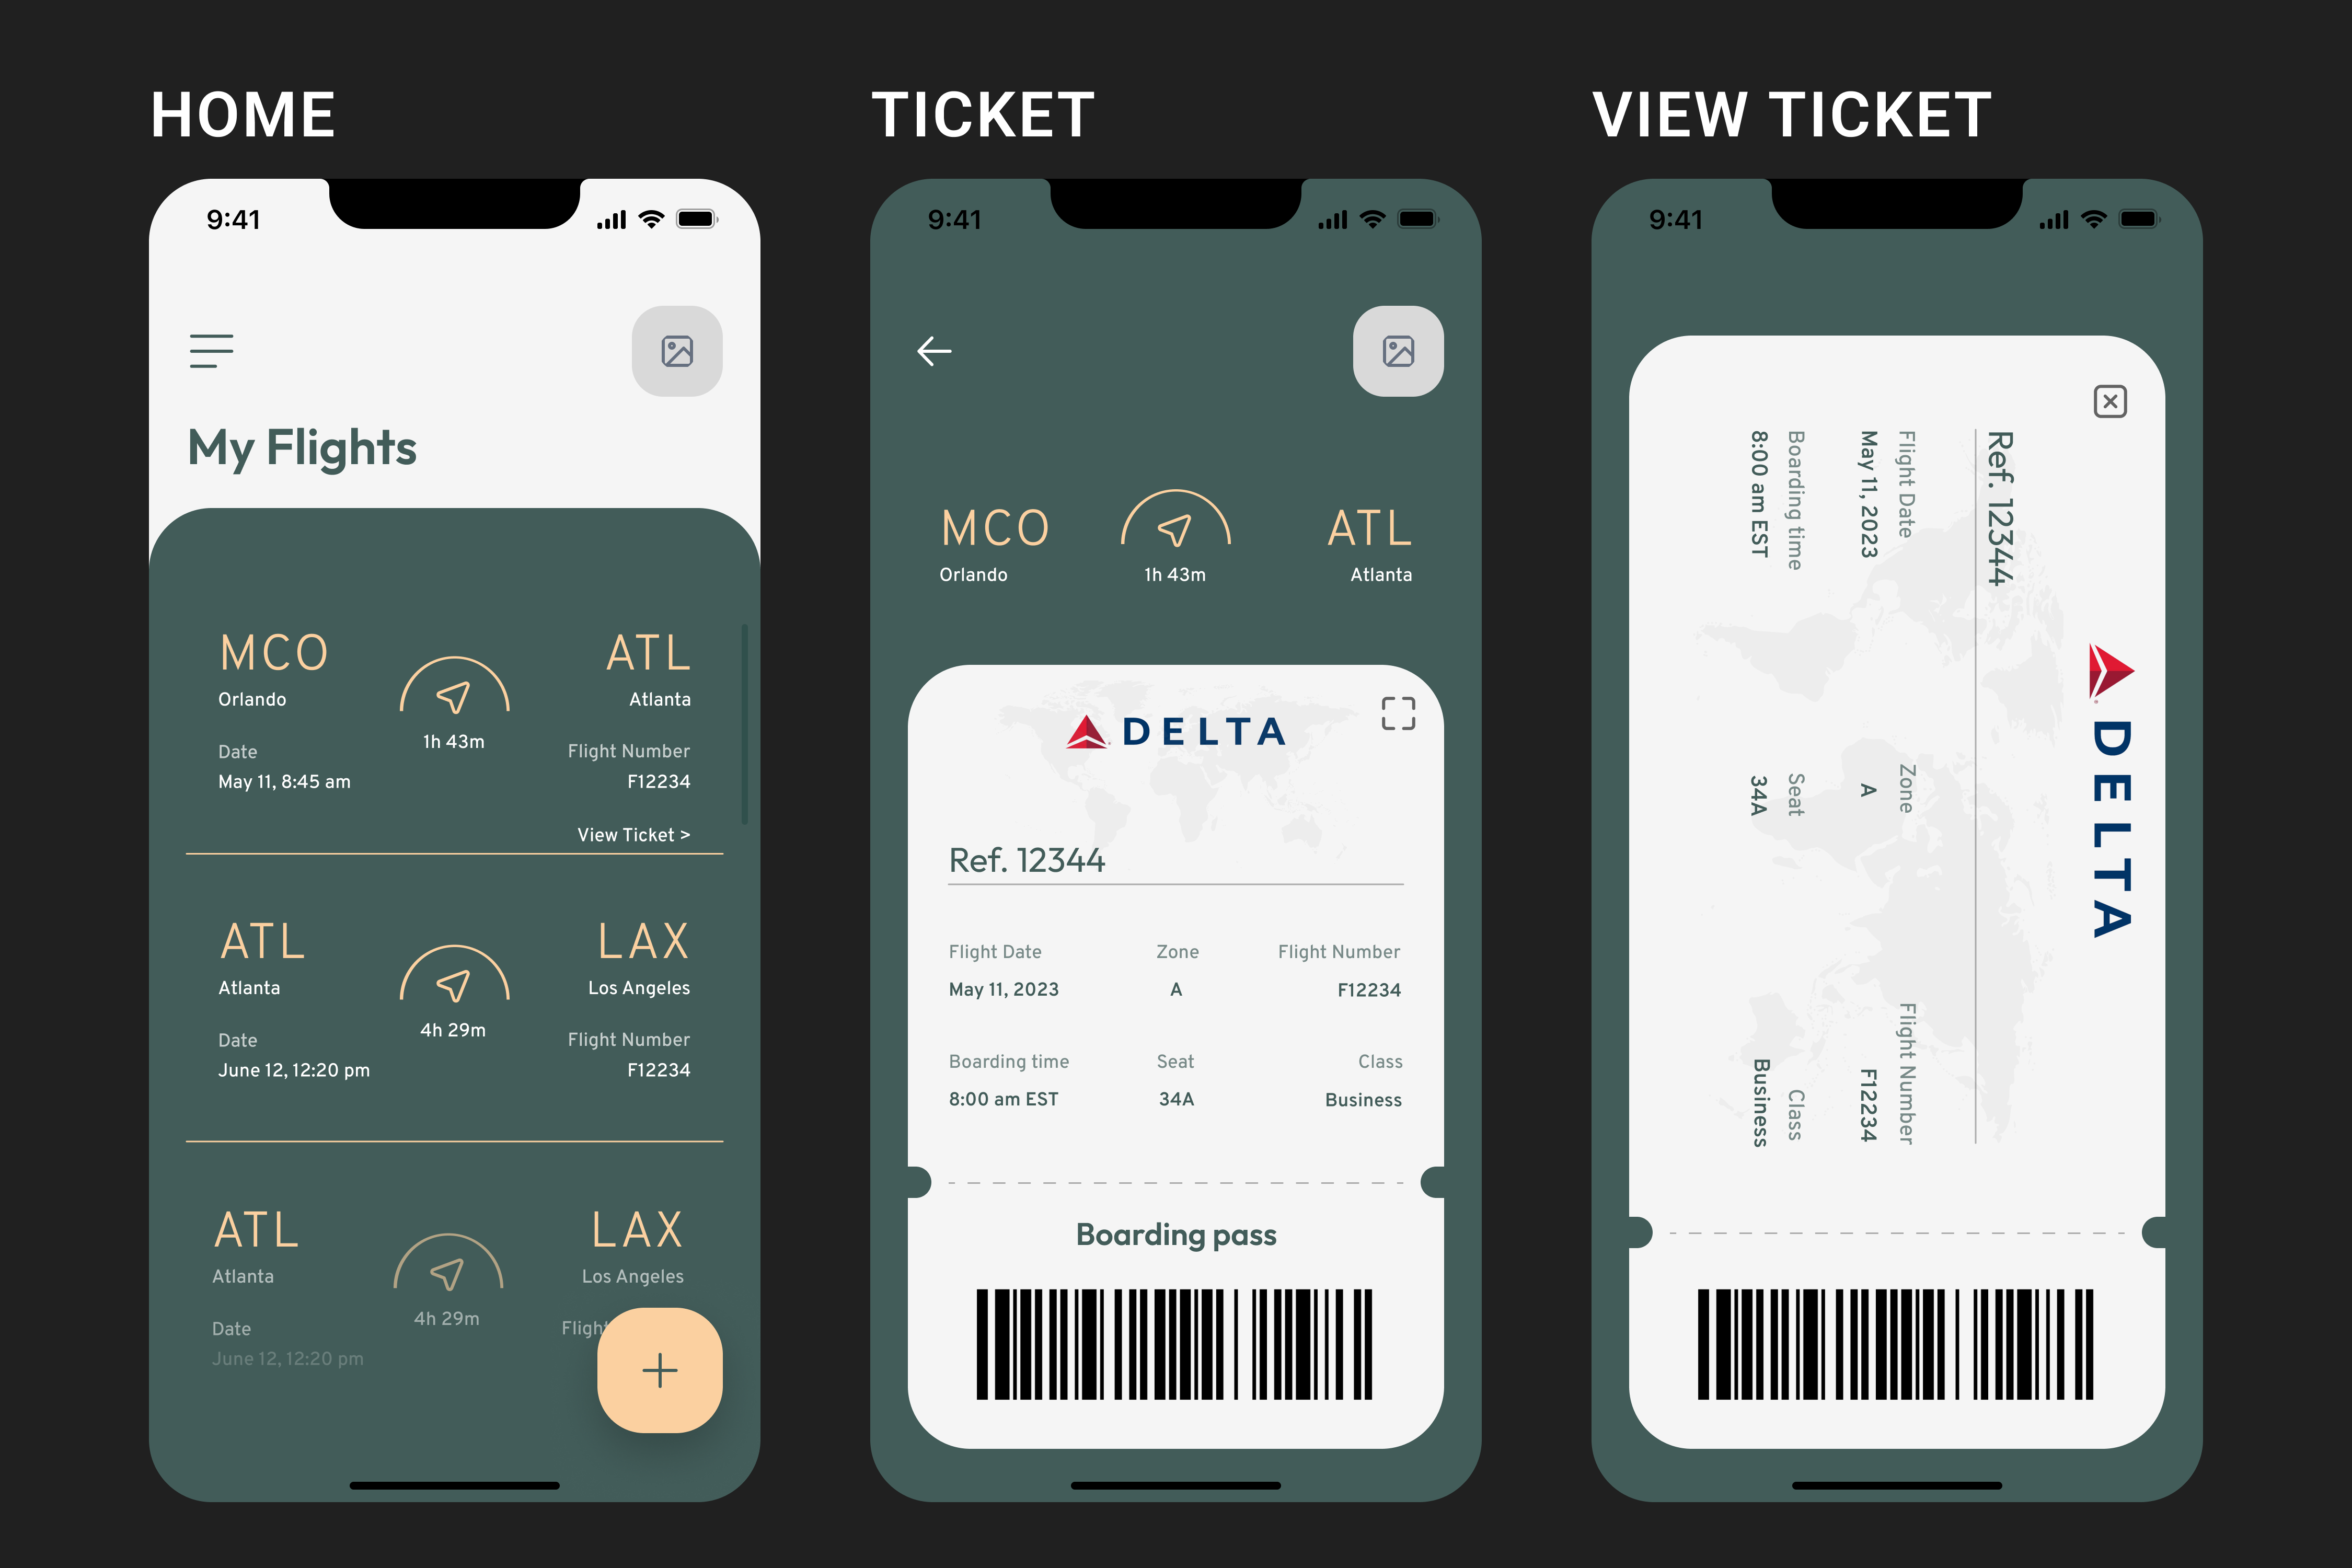 HOME
9:41
My Flights
MCO ATL
Orlando Atlanta
1h 43m
Date Flight Number
May 11, 8:45 am F12234
View Ticket >
ATL LAX
Atlanta Los Angeles
4h 29m
Date Flight Number
June 12, 12:20 pm F12234
ATL LAX
Atlanta Los Angeles
4h 29m
Date Flight
June 12, 12:20 pm
TICKET
9:41
MCO ATL
Orlando 1h 43m Atlanta
DELTA
Ref. 12344
Flight Date Zone Flight Number
May 11, 2023 A F12234
Boarding time Seat Class
8:00 am EST 34A Business
Boarding pass
VIEW TICKET
9:41
DELTA
Ref. 12344
Flight Date Zone Flight Number
May 11, 2023 A F12234
Boarding time Seat Class
8:00 am EST 34A Business